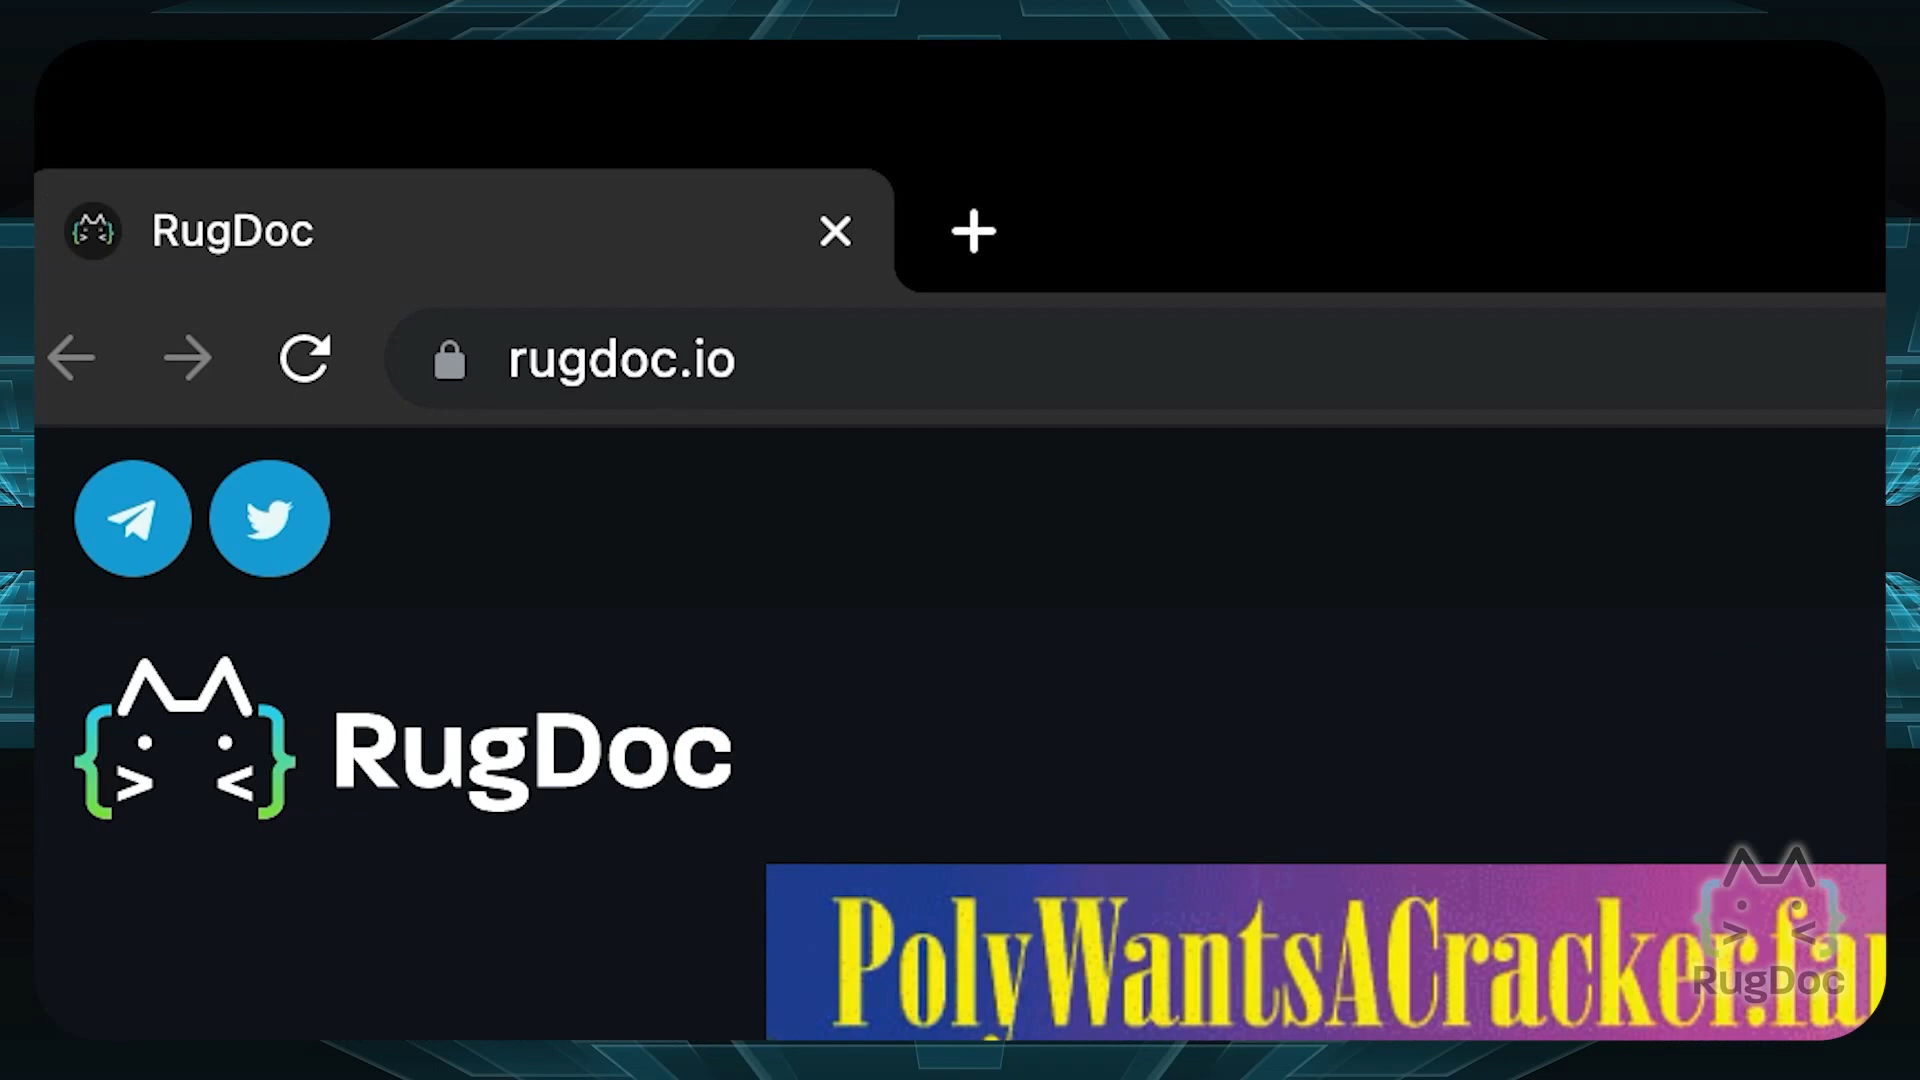 RugDoc
rugdoc.io
RugDoc
PolyWantsACracker.fa
RugDoc